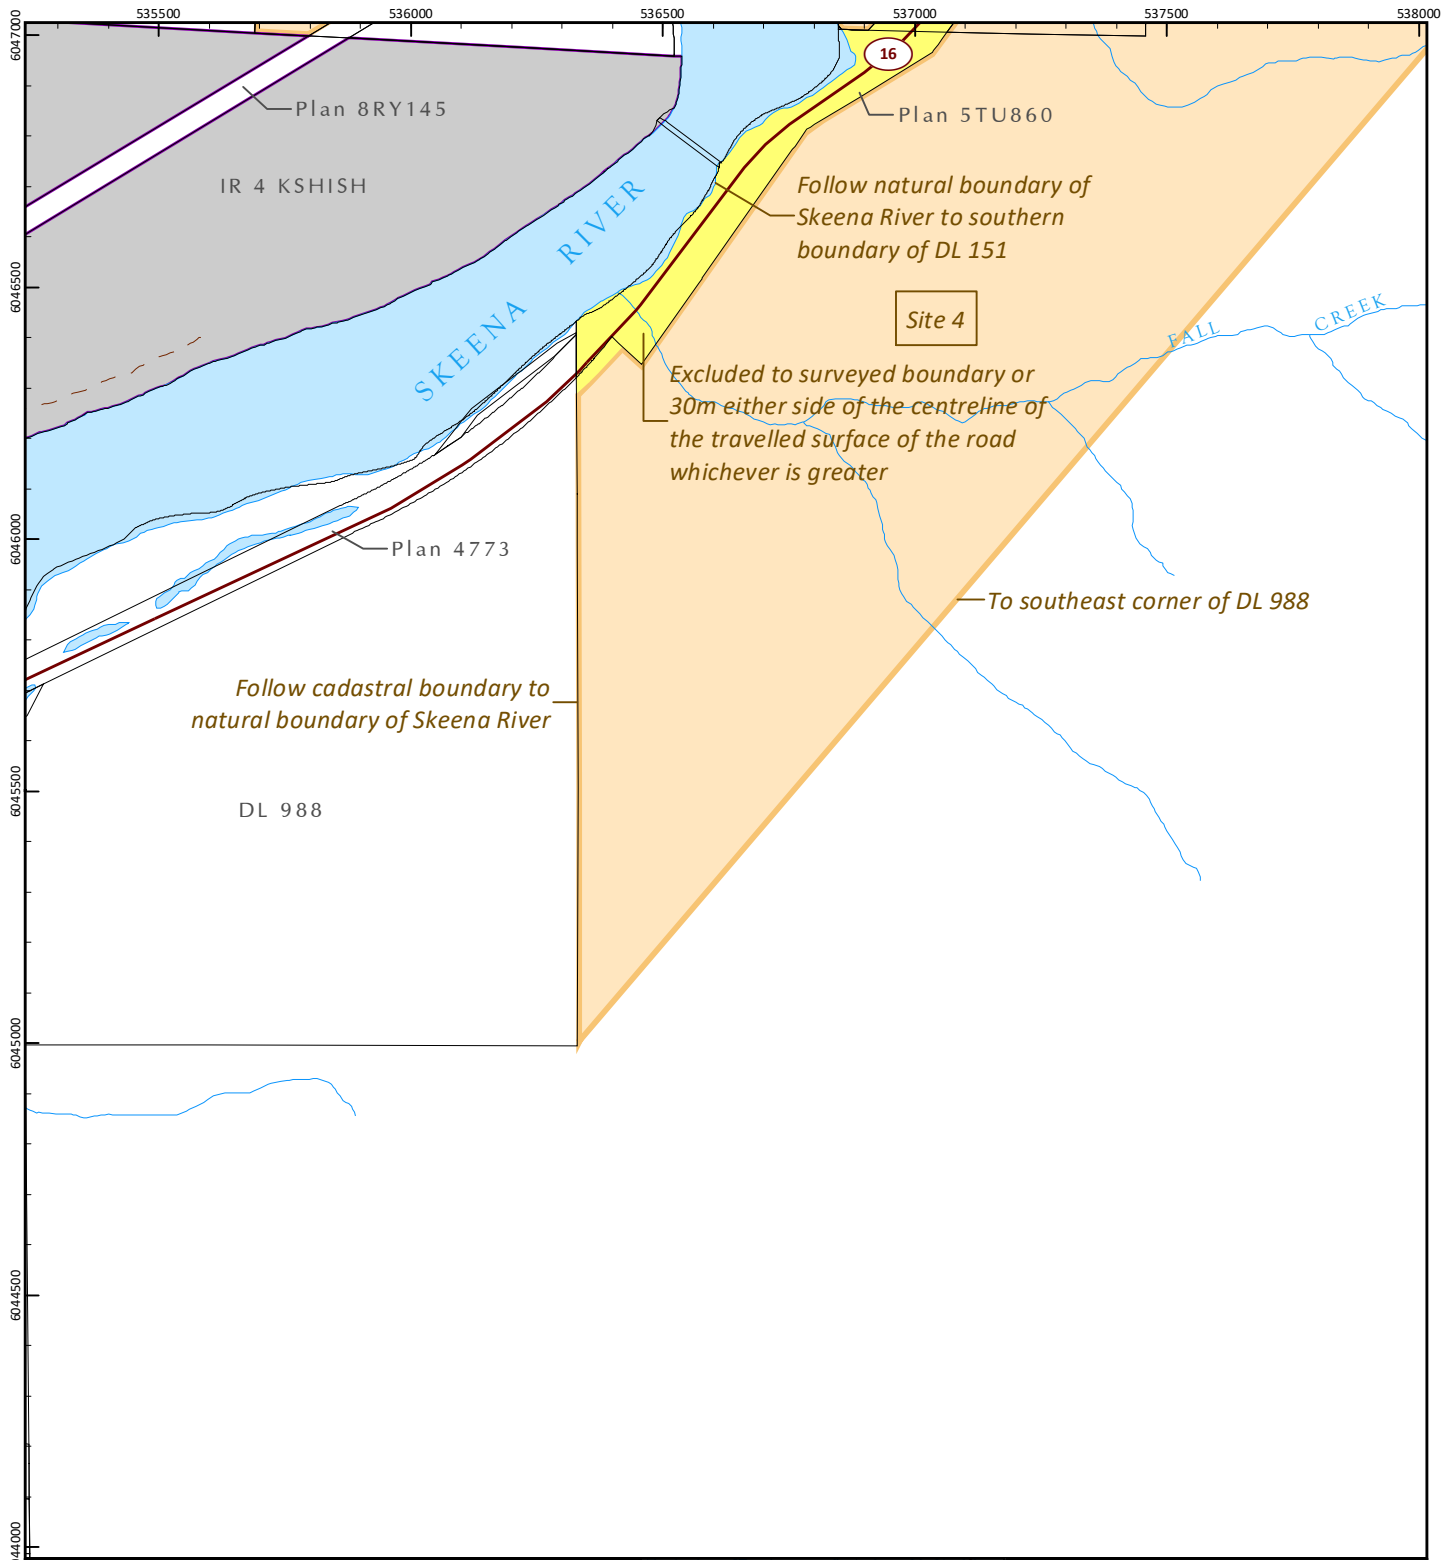 535500
536000
536500
537000
537500
538000
6047000
16
Plan 8RY145
Plan 5TU860
IR 4 KSHISH
Follow natural boundary of
Skeena River to southern
boundary of DL 151
SKEENA RIVER
6046500
Site 4
FALL CREEK
Excluded to surveyed boundary or
30m either side of the centreline of
the travelled surface of the road
whichever is greater
6046000
Plan 4773
To southeast corner of DL 988
Follow cadastral boundary to
natural boundary of Skeena River
6045500
DL 988
6045000
6044500
44000